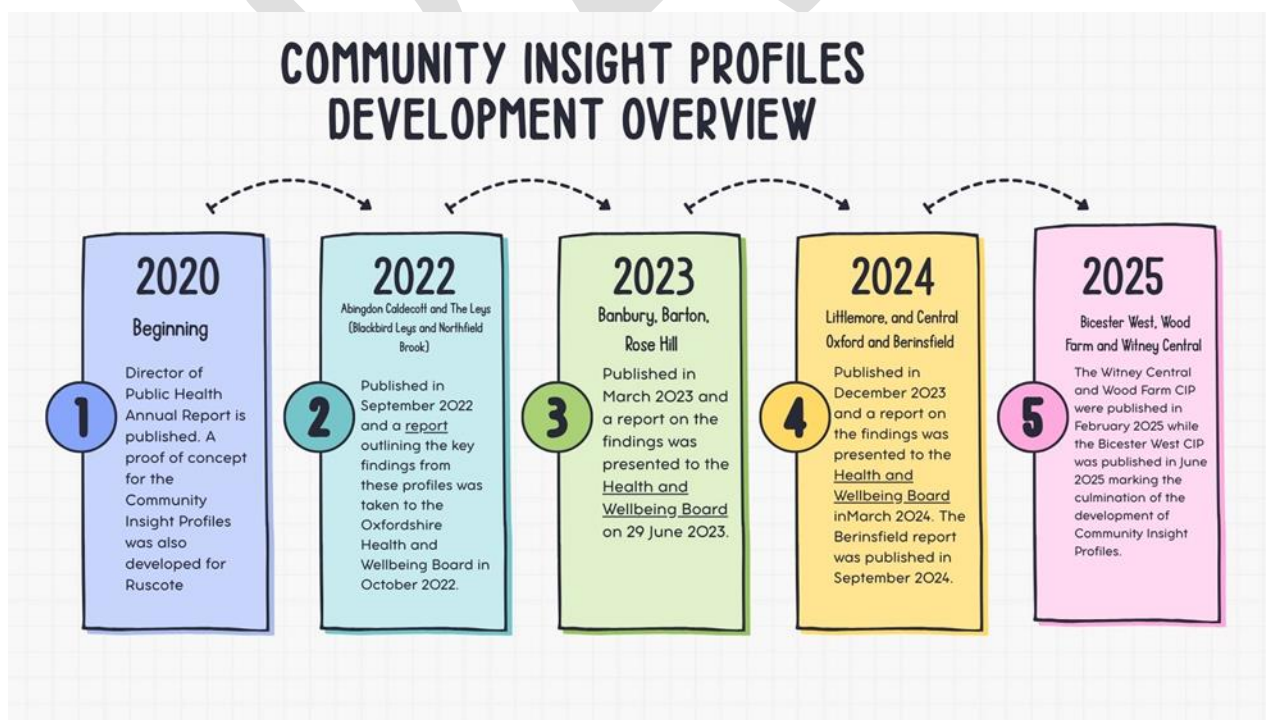 COMMUNITY INSIGHT PROFILES
DEVELOPMENT OVERVIEW
2020
Beginning
1
Director of
Public Health
Annual Report is
published. A
proof of concept
for the
Community
Insight Profiles
was also
developed for
Ruscote
2022
Abingdon Caldecott and The Leys
(Blackbird Leys and Northfield
Brook)
2
Published in
September 2022
and a report
outlining the key
findings from
these profiles was
taken to the
Oxfordshire
Health and
Wellbeing Board in
October 2022.
2023
Banbury, Barton,
Rose Hill
3
Published in
March 2023 and
a report on the
findings was
presented to the
Health and
Wellbeing Board
on 29 June 2023.
2024
Littlemore, and Central
Oxford and Berinsfield
4
Published in
December 2023
and a report on
the findings was
presented to the
Health and
Wellbeing Board
inMarch 2024. The
Berinsfield report
was published in
September 2024.
2025
Bicester West, Wood
Farm and Witney Central
5
The Witney Central
and Wood Farm CIP
were published in
February 2025 while
the Bicester West CIP
was published in June
2025 marking the
culmination of the
development of
Community Insight
Profiles.